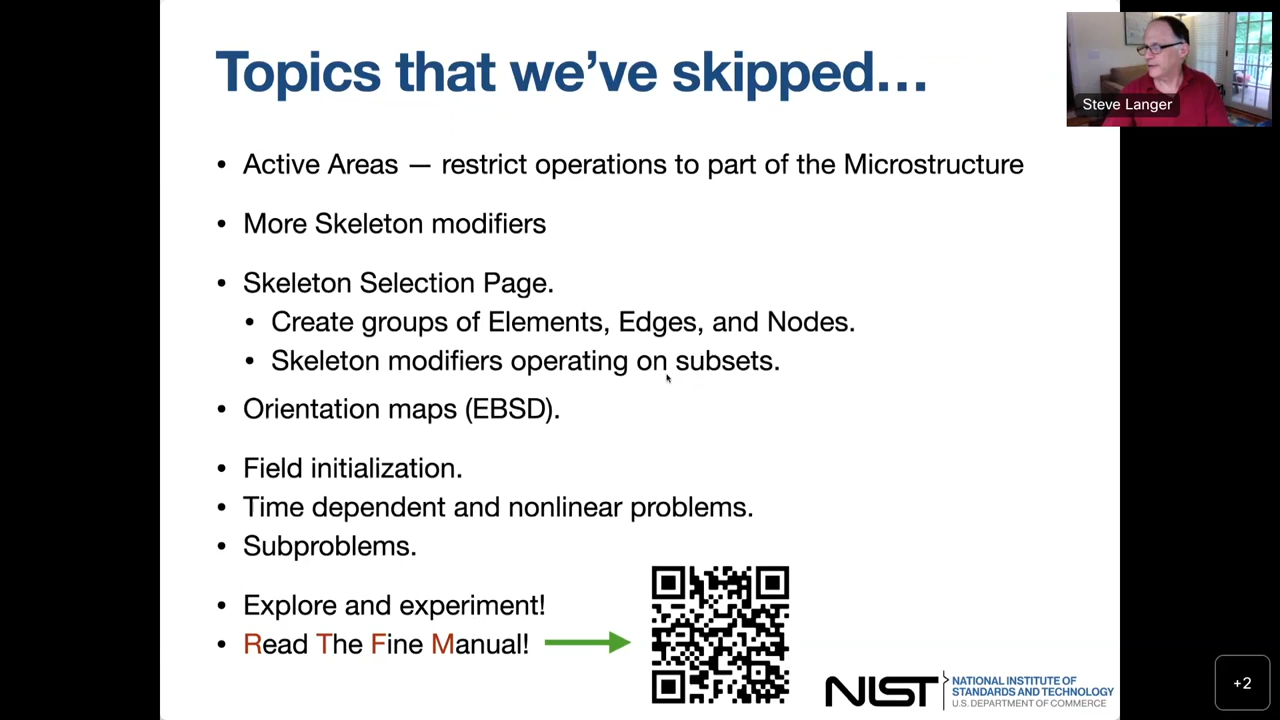 Topics that we've skipped…
Steve Langer
• Active Areas — restrict operations to part of the Microstructure
• More Skeleton modifiers
• Skeleton Selection Page.
• Create groups of Elements, Edges, and Nodes.
• Skeleton modifiers operating on subsets.
• Orientation maps (EBSD).
• Field initialization.
• Time dependent and nonlinear problems.
• Subproblems.
• Explore and experiment!
• Read The Fine Manual!
NIST
NATIONAL INSTITUTE OF
STANDARDS AND TECHNOLOGY
U.S. DEPARTMENT OF COMMERCE
+2